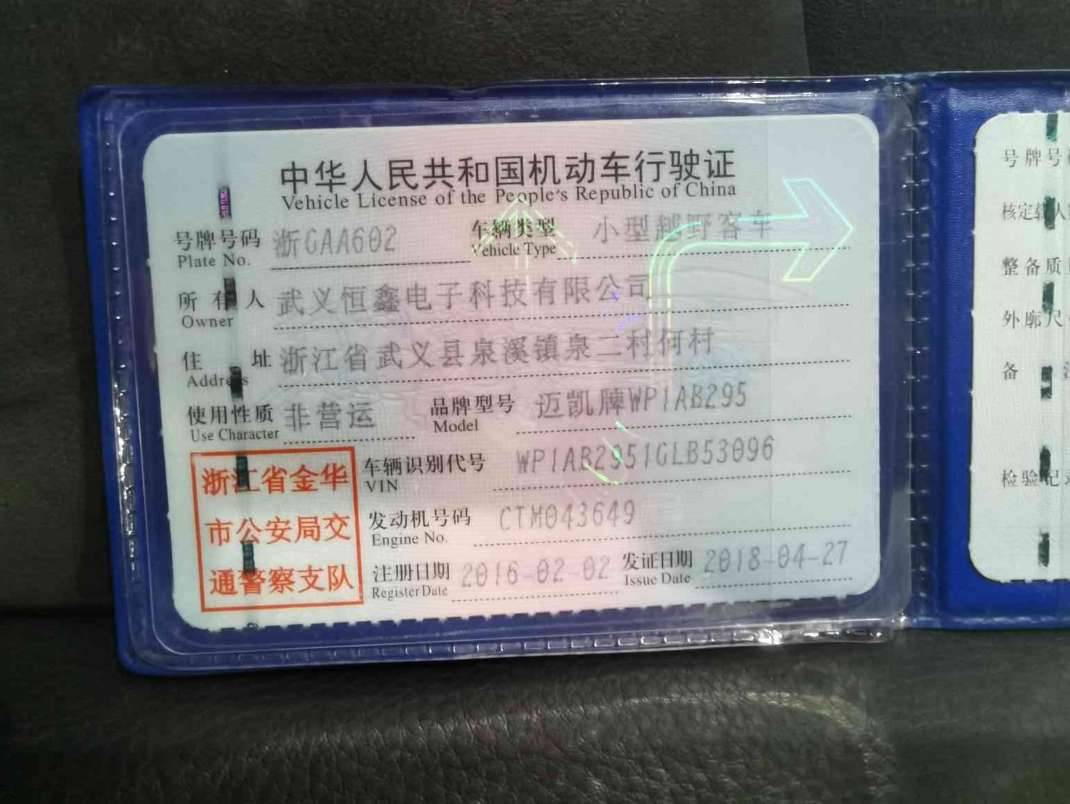 中华人民共和国机动车行驶证
Vehicle License of the People's Republic of China
号牌号码 浙GAA602 车辆类型 小型越野客车
Plate No. Vehicle Type
所有人 武义恒鑫电子科技有限公司
Owner
住址 浙江省武义县泉溪镇泉二村何村
Address
使用性质 非营运 品牌型号 迈凯牌WP1AB295
Use Character Model
浙江省金华
市公安局交
通警察支队
车辆识别代号 WP1AB2951GLB53096
VIN
发动机号码 CTM043649
Engine No.
注册日期 2016-02-02 发证日期 2018-04-27
Register Date Issue Date
号牌号
核定载人
整备质
外廓尺
备
检验记